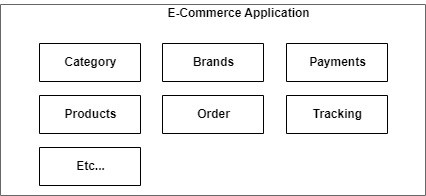 E-Commerce Application
Category
Brands
Payments
Products
Order
Tracking
Etc...